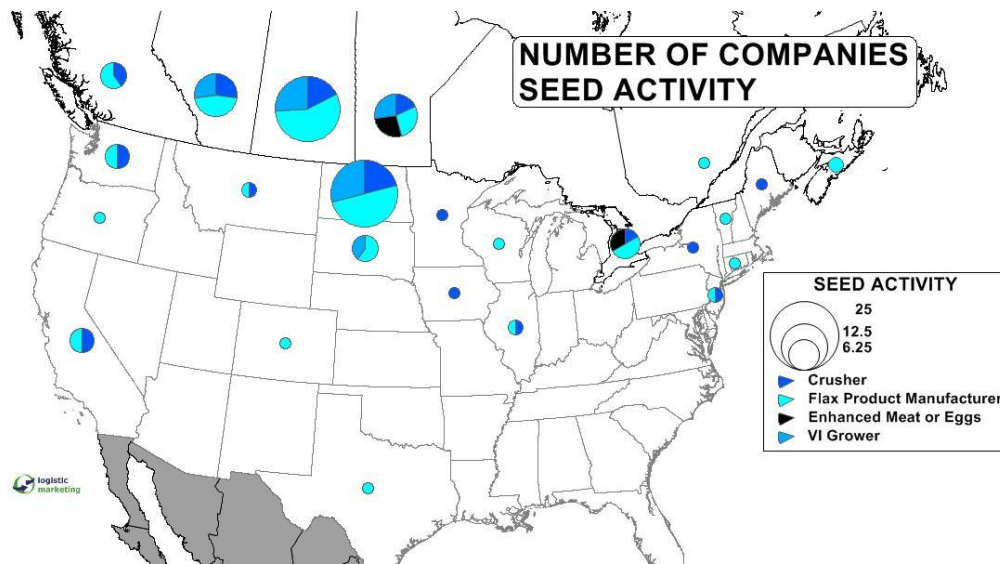 NUMBER OF COMPANIES
SEED ACTIVITY
SEED ACTIVITY
25
12.5
6.25
Crusher
Flax Product Manufacturer
Enhanced Meat or Eggs
VI Grower
logistic
marketing